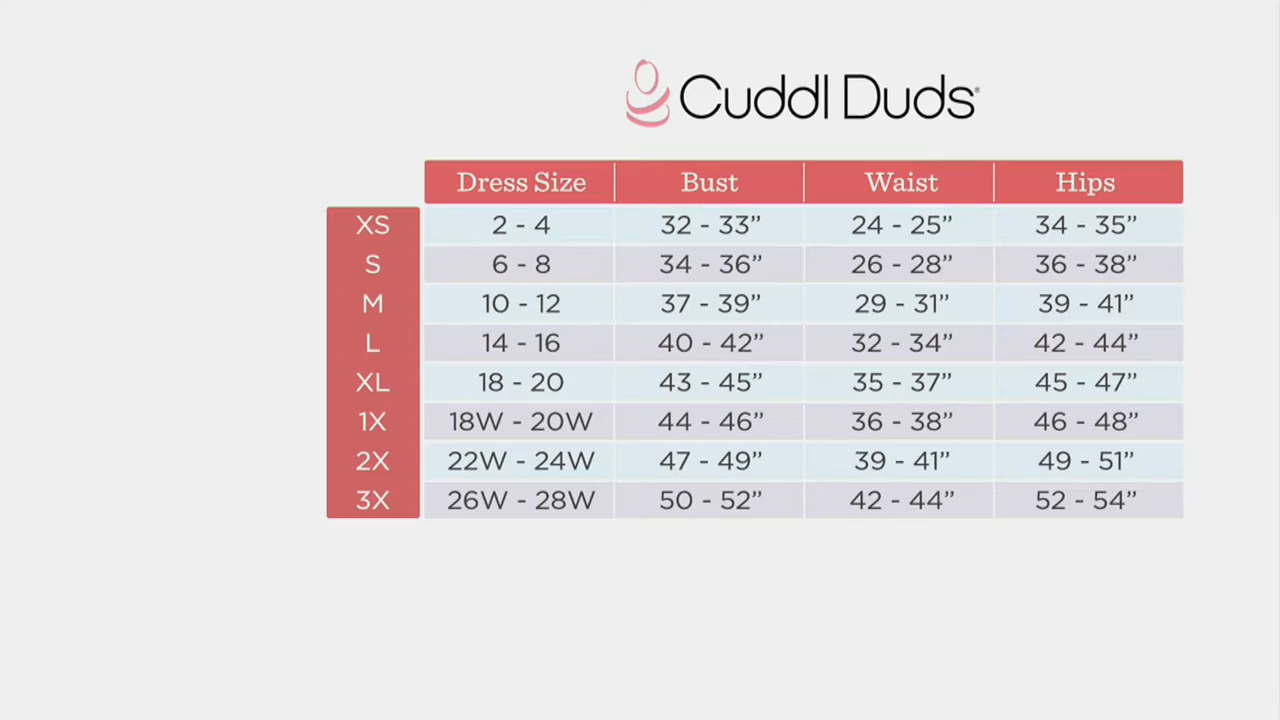 Cuddl Duds®
Dress Size Bust Waist Hips
XS 2 - 4 32 - 33” 24 - 25” 34 - 35”
S 6 - 8 34 - 36” 26 - 28” 36 - 38”
M 10 - 12 37 - 39” 29 - 31” 39 - 41”
L 14 - 16 40 - 42” 32 - 34” 42 - 44”
XL 18 - 20 43 - 45” 35 - 37” 45 - 47”
1X 18W - 20W 44 - 46” 36 - 38” 46 - 48”
2X 22W - 24W 47 - 49” 39 - 41” 49 - 51”
3X 26W - 28W 50 - 52” 42 - 44” 52 - 54”